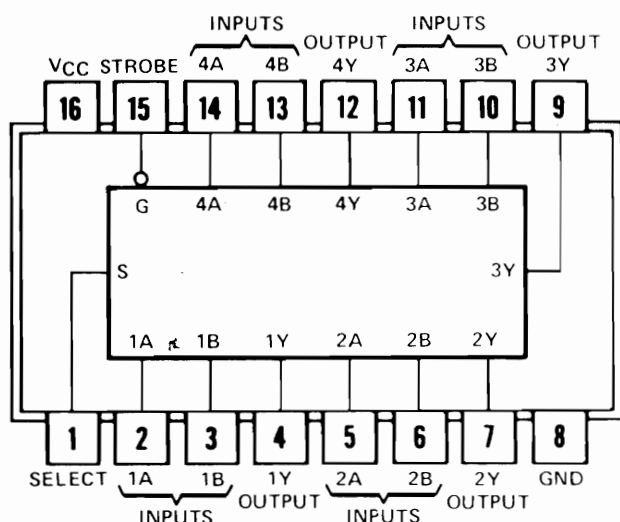 INPUTS INPUTS
OUTPUT OUTPUT
VCC STROBE 4A 4B 4Y 3A 3B 3Y
16 15 14 13 12 11 10 9
G 4A 4B 4Y 3A 3B
S 3Y
1A 1B 1Y 2A 2B 2Y
1 2 3 4 5 6 7 8
SELECT 1A 1B 1Y 2A 2B 2Y GND
OUTPUT OUTPUT
INPUTS INPUTS